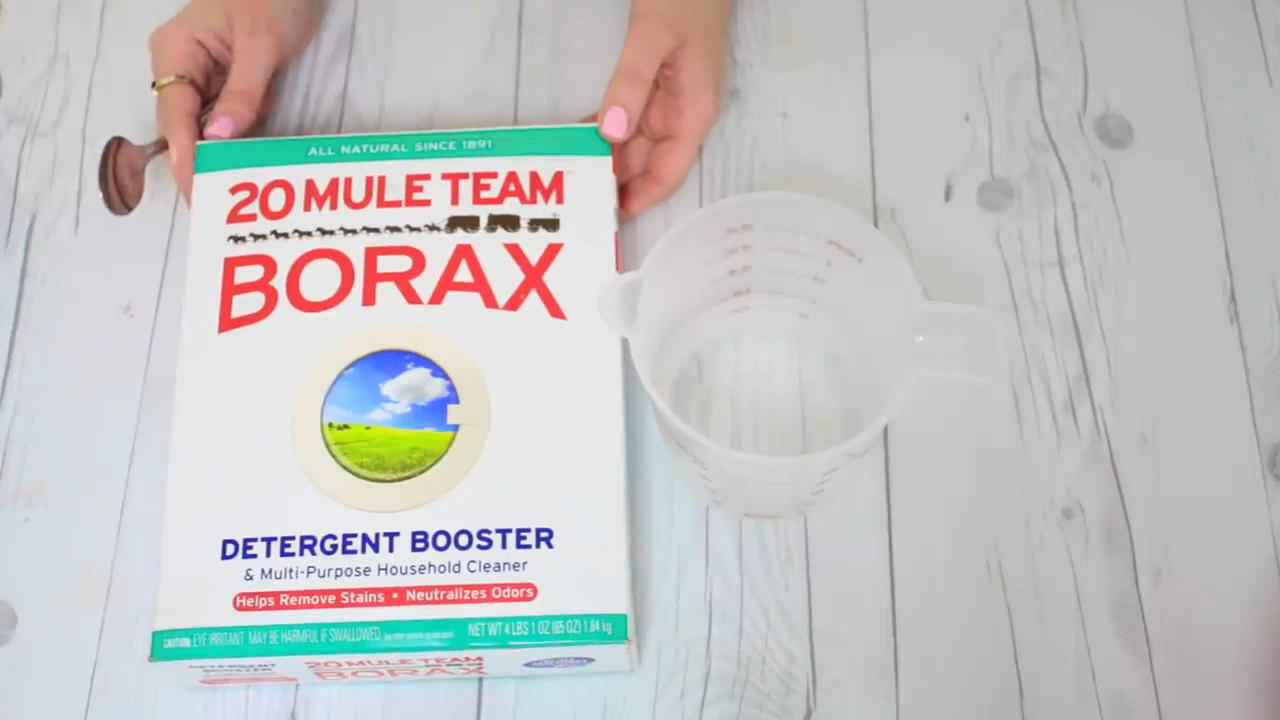 ALL NATURAL SINCE 1891
20 MULE TEAM
BORAX
DETERGENT BOOSTER
& Multi-Purpose Household Cleaner
Helps Remove Stains • Neutralizes Odors
CAUTION: EYE IRRITANT. MAY BE HARMFUL IF SWALLOWED. NET WT 4 LBS 1 OZ (65 OZ) 1.84 kg
DETERGENT
BOOSTER
20 MULE TEAM
BORAX